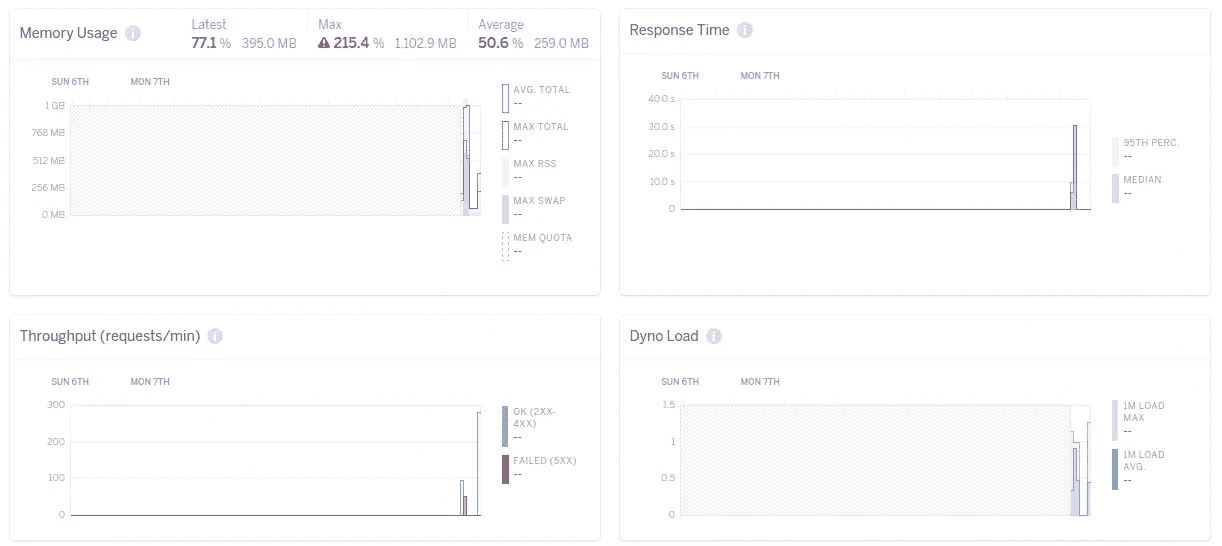 Memory Usage i
Latest
77.1 % 395.0 MB
Max
215.4 % 1,102.9 MB
Average
50.6 % 259.0 MB
SUN 6TH MON 7TH
1 GB
768 MB
512 MB
256 MB
0 MB
AVG. TOTAL
--
MAX TOTAL
--
MAX RSS
--
MAX SWAP
--
MEM QUOTA
--
Response Time i
SUN 6TH MON 7TH
40.0 s
30.0 s
20.0 s
10.0 s
0
95TH PERC.
--
MEDIAN
--
Throughput (requests/min) i
SUN 6TH MON 7TH
300
200
100
0
OK (2XX-
4XX)
--
FAILED (5XX)
--
Dyno Load i
SUN 6TH MON 7TH
1.5
1
0.5
0
1M LOAD
MAX
--
1M LOAD
AVG.
--